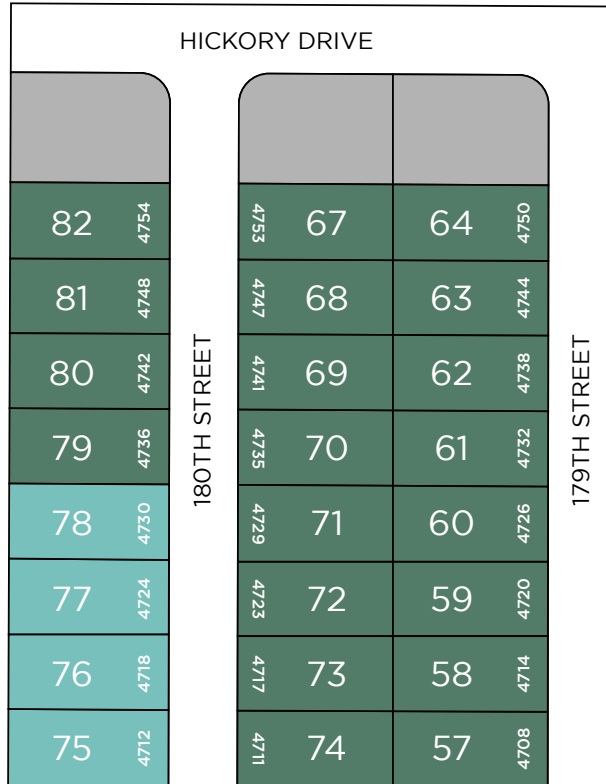 HICKORY DRIVE
82 4754 4753 67 64 4750
81 4748 4747 68 63 4744
80 4742 4741 69 62 4738
79 4736 4735 70 61 4732
180TH STREET
179TH STREET
78 4730 4729 71 60 4726
77 4724 4723 72 59 4720
76 4718 4717 73 58 4714
75 4712 4711 74 57 4708